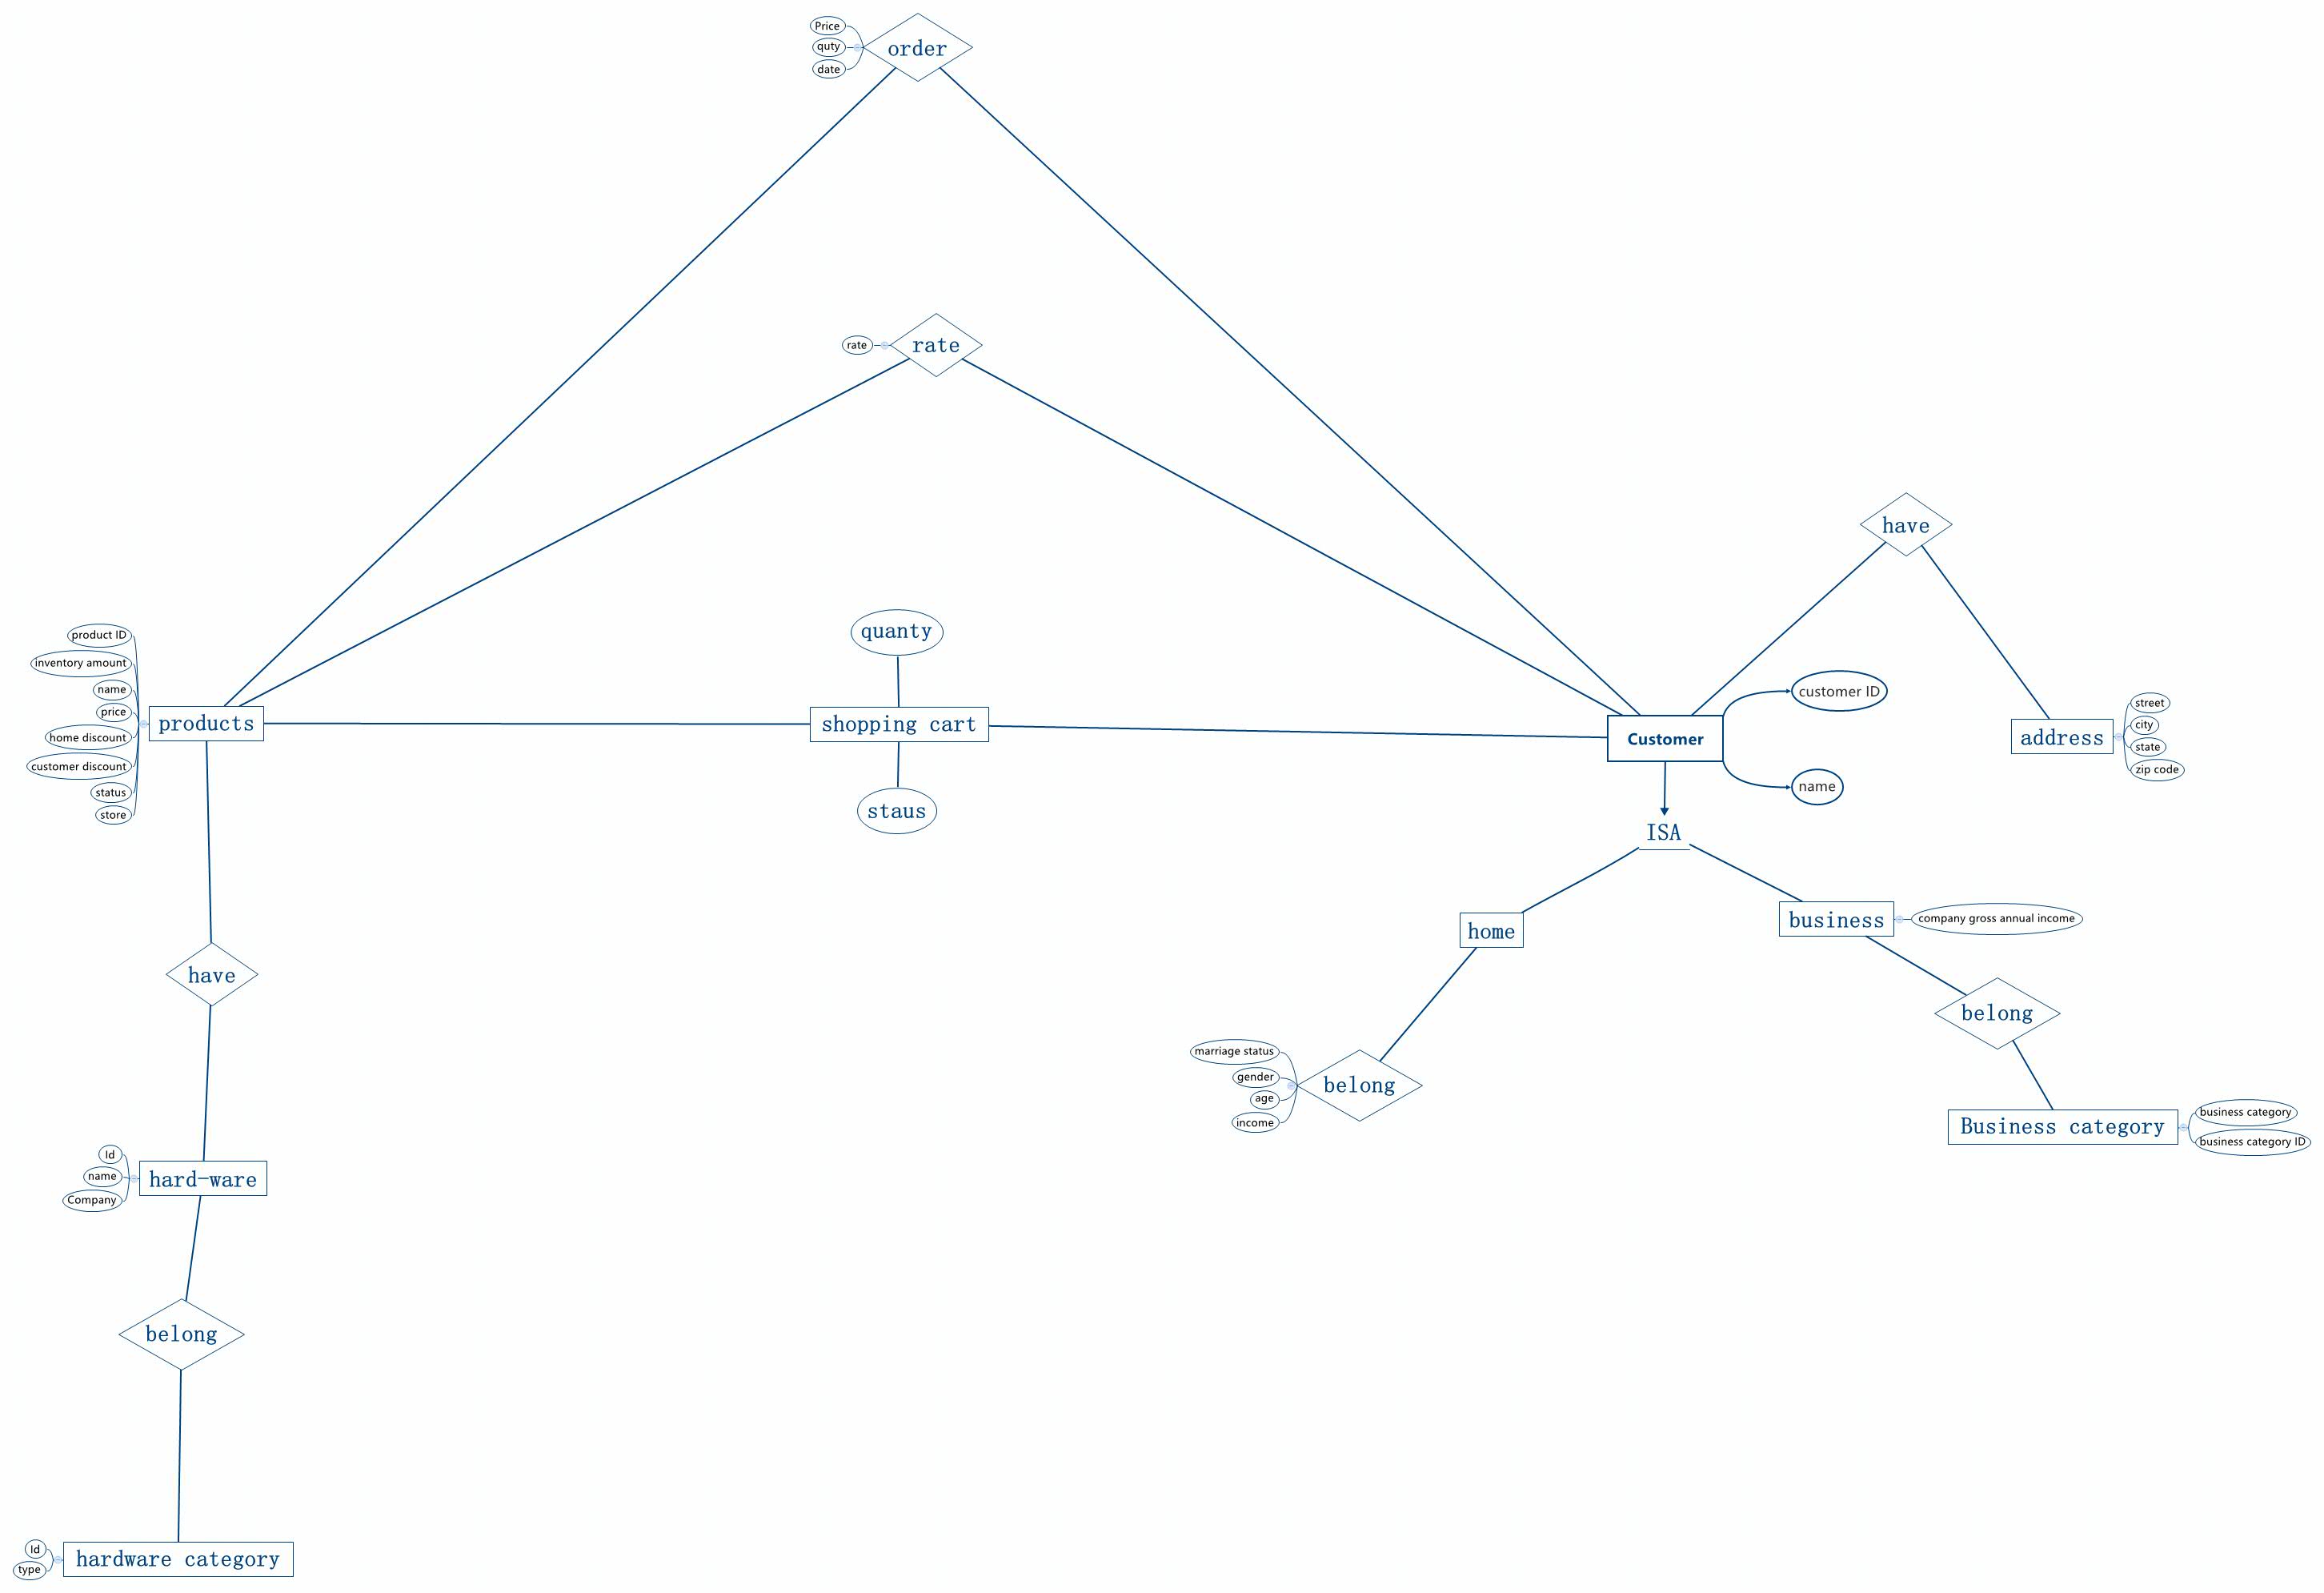 Price
quty
date
order
rate
rate
have
quanty
product ID
inventory amount
name
price
home discount
customer discount
status
store
products
shopping cart
staus
Customer
customer ID
name
address
street
city
state
zip code
ISA
home
business
company gross annual income
have
belong
marriage status
gender
age
income
belong
Business category
business category
business category ID
Id
name
Company
hard-ware
belong
Id
type
hardware category